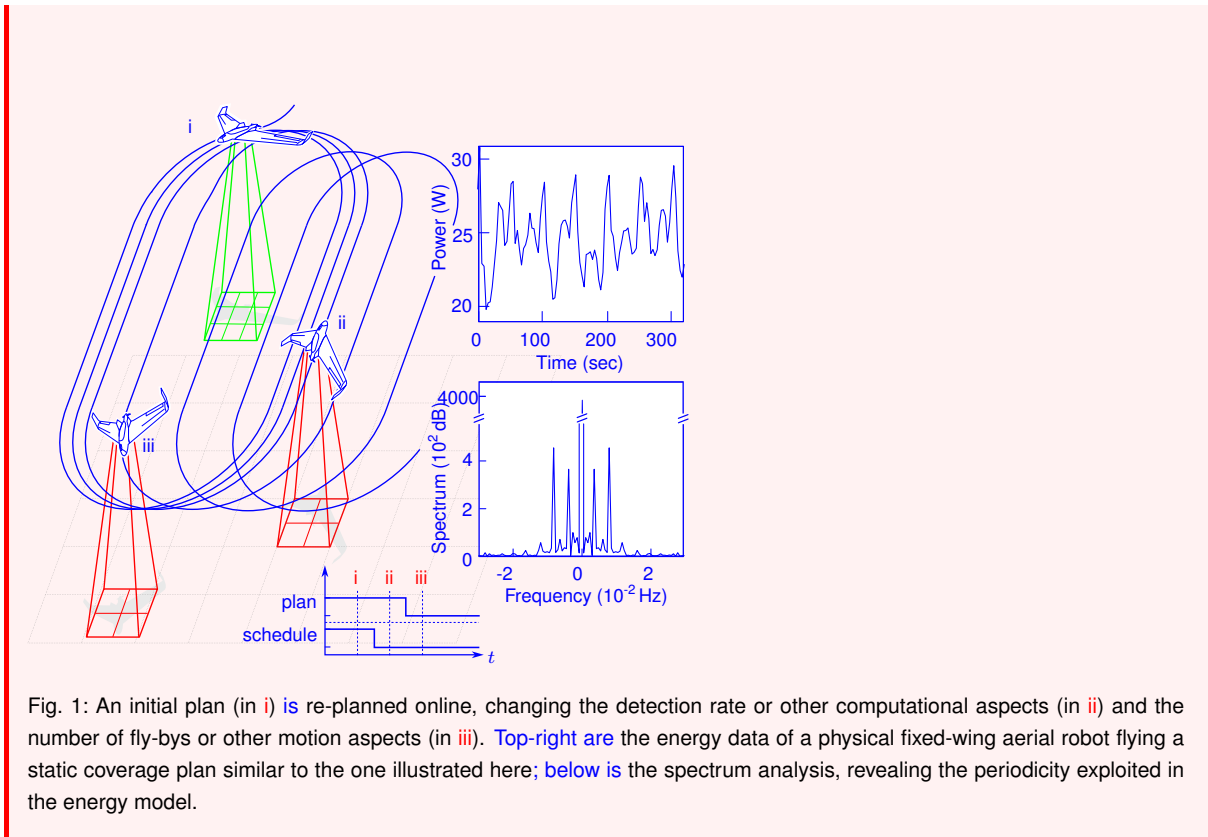 i
ii
iii
30
25
20
Power (W)
0 100 200 300
Time (sec)
4000
4
2
0
Spectrum (10² dB)
-2 0 2
Frequency (10⁻² Hz)
i ii iii
plan
schedule
t
Fig. 1: An initial plan (in i) is re-planned online, changing the detection rate or other computational aspects (in ii) and the
number of fly-bys or other motion aspects (in iii). Top-right are the energy data of a physical fixed-wing aerial robot flying a
static coverage plan similar to the one illustrated here; below is the spectrum analysis, revealing the periodicity exploited in
the energy model.